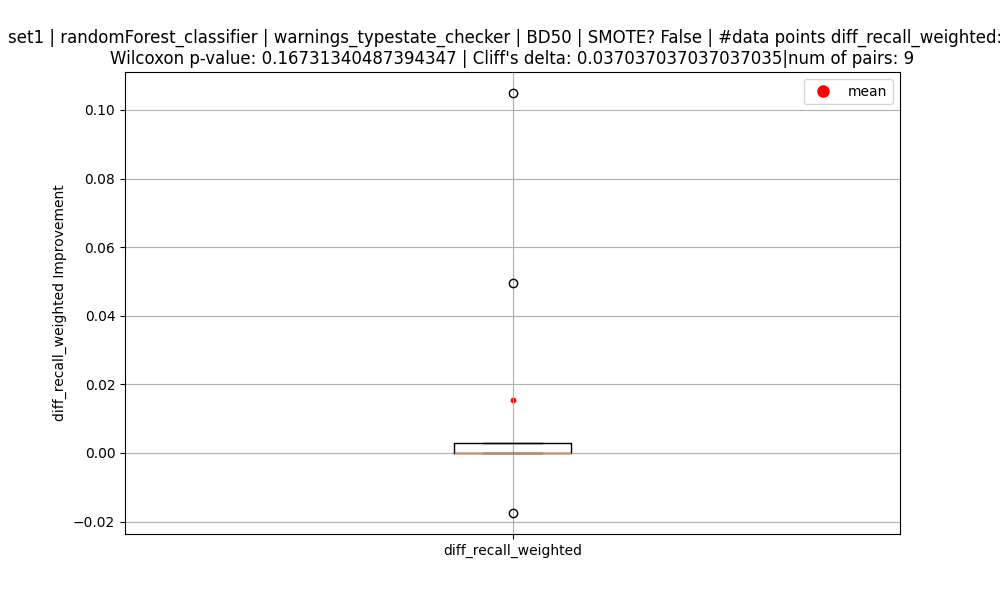 set1 | randomForest_classifier | warnings_typestate_checker | BD50 | SMOTE? False | #data points diff_recall_weighted:
Wilcoxon p-value: 0.16731340487394347 | Cliff's delta: 0.037037037037037035|num of pairs: 9
mean
0.10
0.08
0.06
0.04
0.02
0.00
−0.02
diff_recall_weighted Improvement
diff_recall_weighted